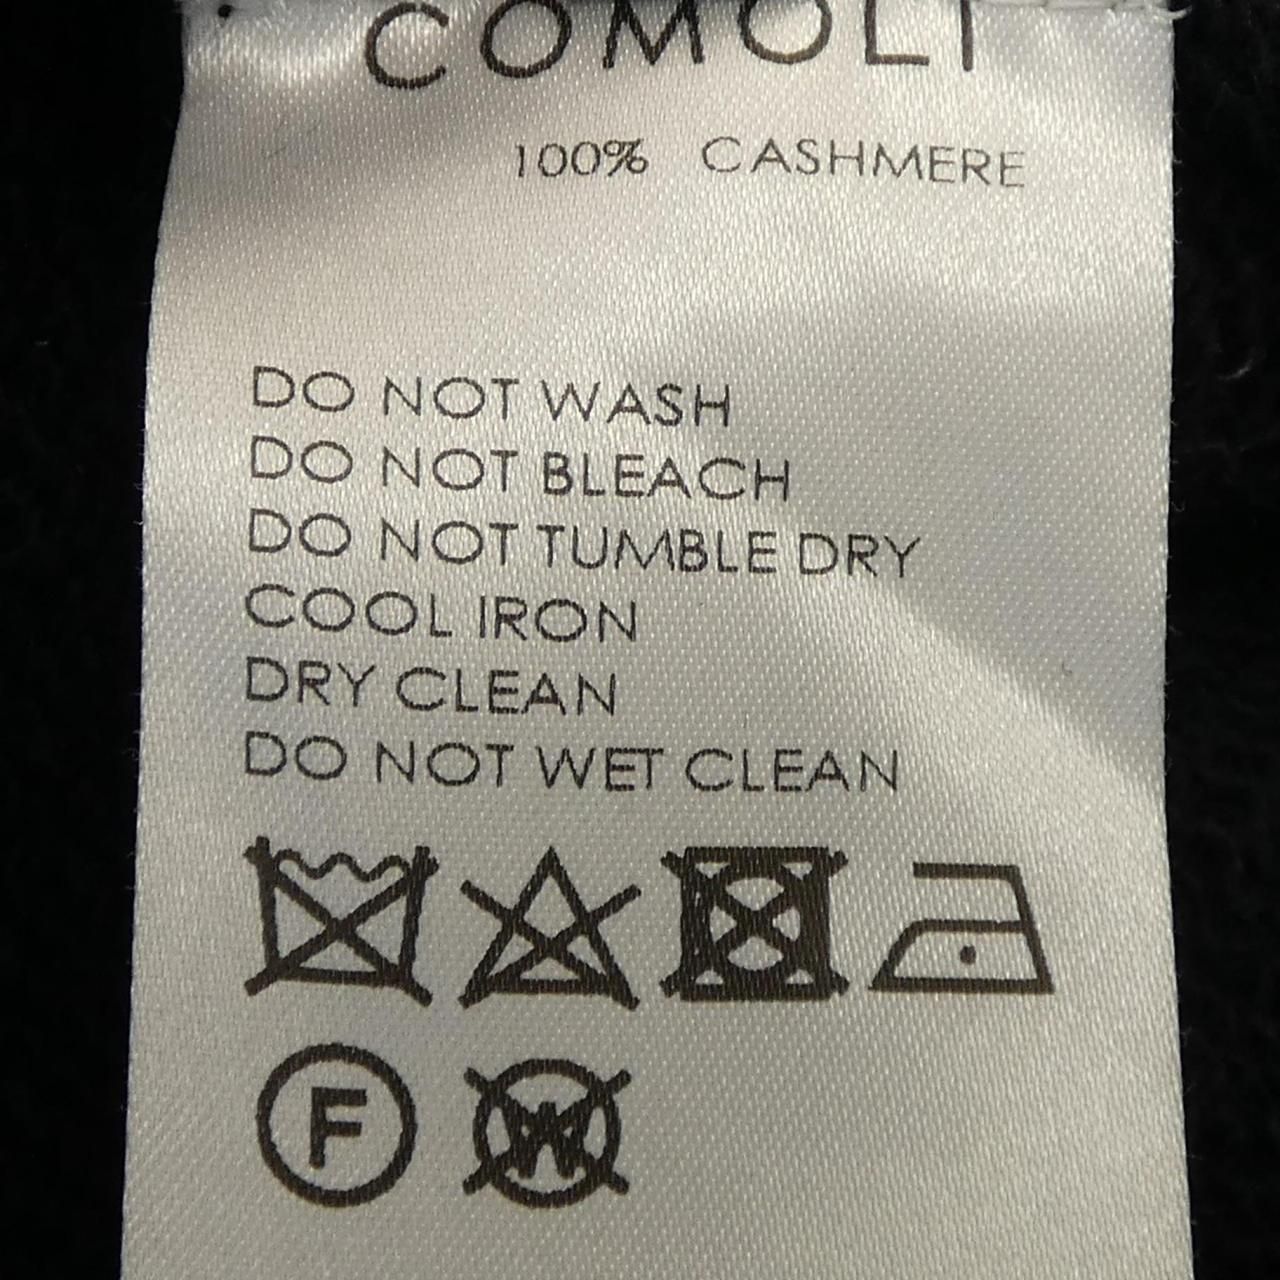 COMOLI
100% CASHMERE
DO NOT WASH
DO NOT BLEACH
DO NOT TUMBLE DRY
COOL IRON
DRY CLEAN
DO NOT WET CLEAN
F
W